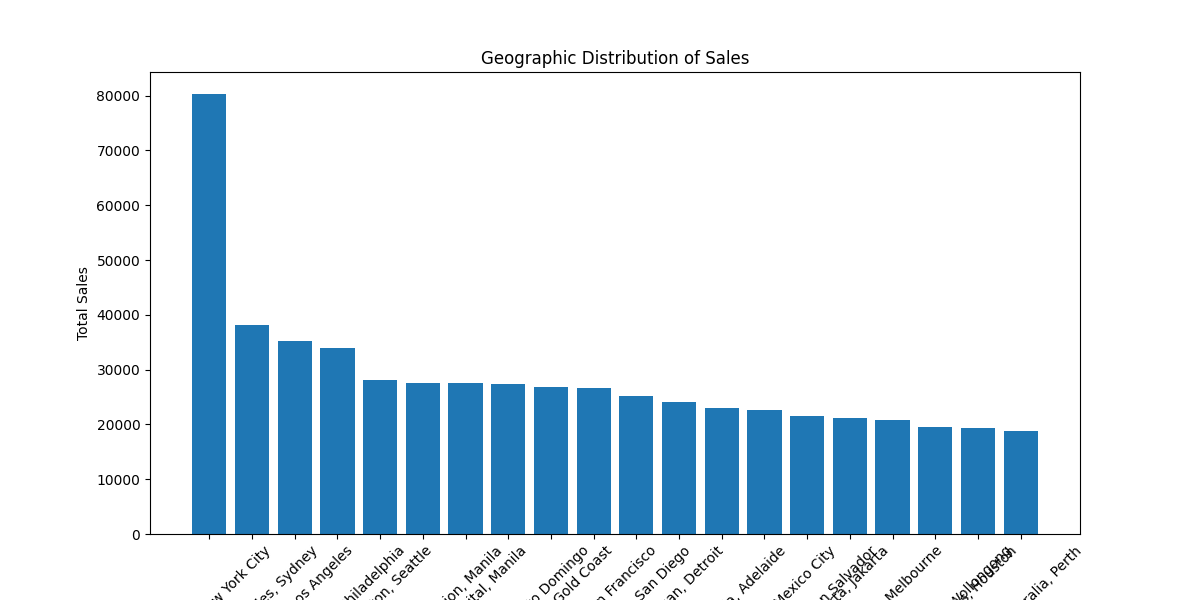 Geographic Distribution of Sales
Total Sales
80000
70000
60000
50000
40000
30000
20000
10000
0
York City
Sydney
Angeles
Philadelphia
Seattle
Manila
Manila
Domingo
Gold Coast
Francisco
San Diego
Detroit
Adelaide
Mexico City
Salvador
Jakarta
Melbourne
Wollongong
Houston
Perth